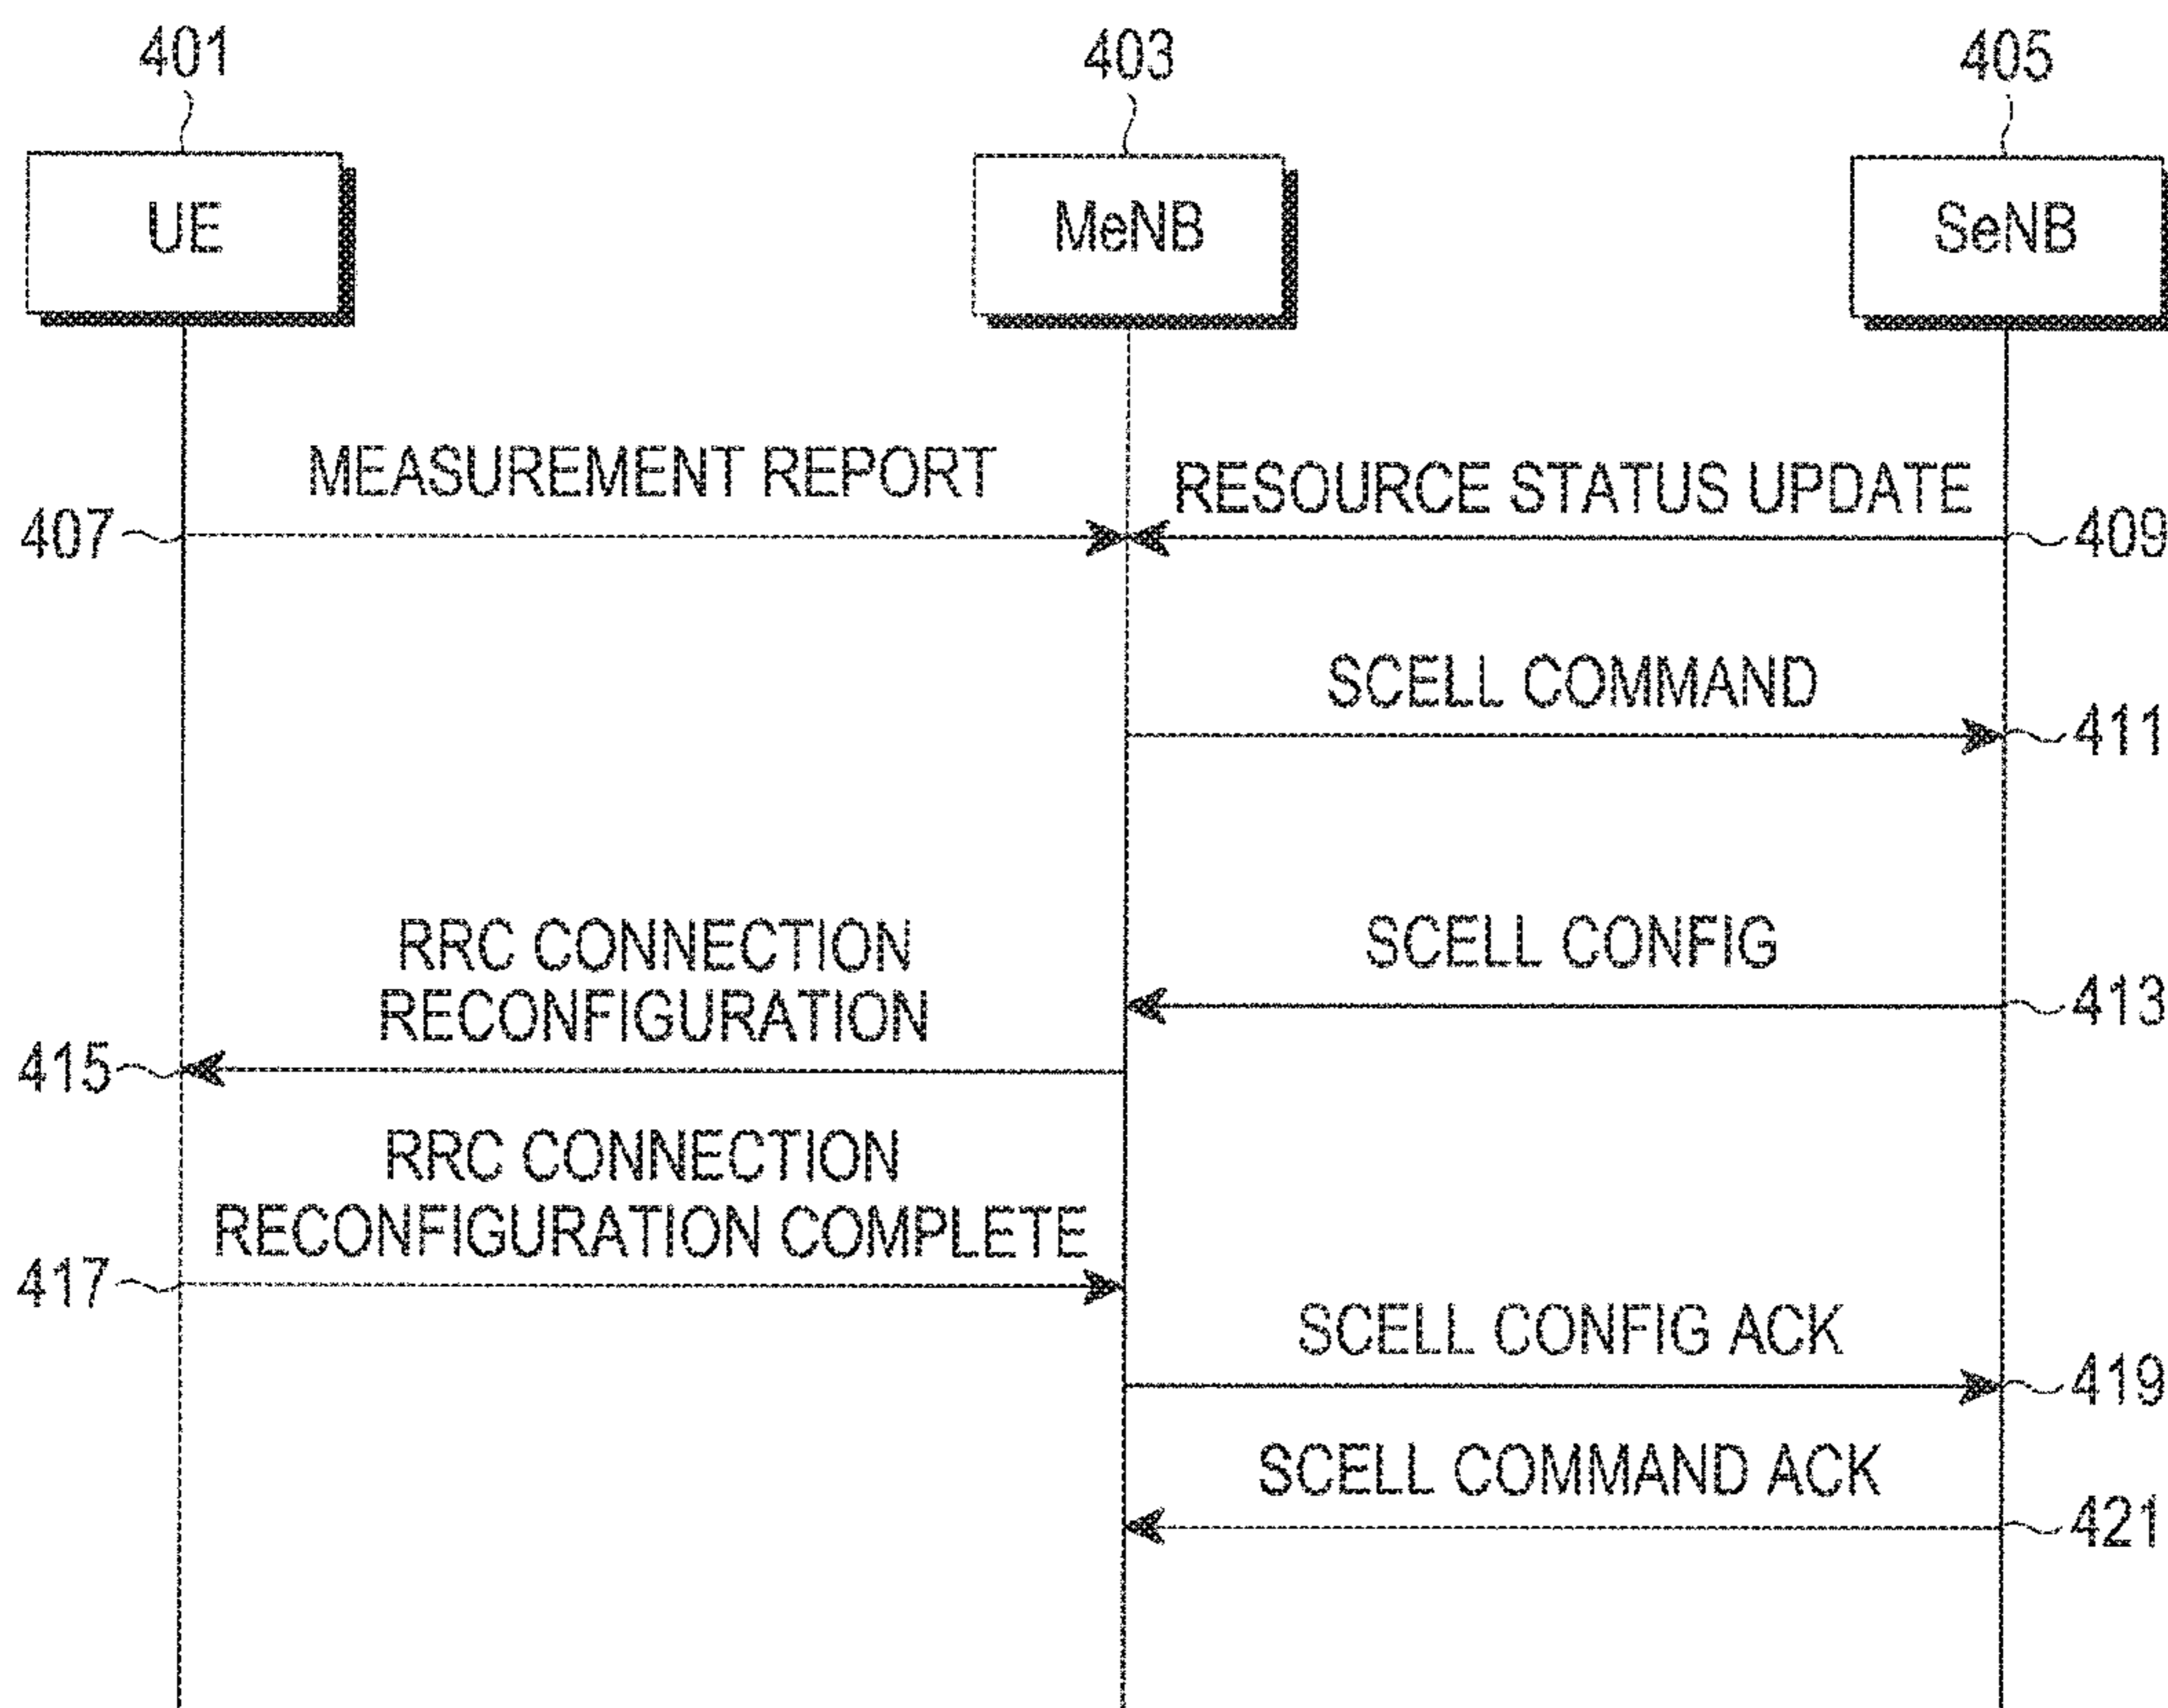 401
403
405
UE
MeNB
SeNB
MEASUREMENT REPORT
RESOURCE STATUS UPDATE
407
409
SCELL COMMAND
411
SCELL CONFIG
413
RRC CONNECTION
RECONFIGURATION
415
RRC CONNECTION
RECONFIGURATION COMPLETE
417
SCELL CONFIG ACK
419
SCELL COMMAND ACK
421